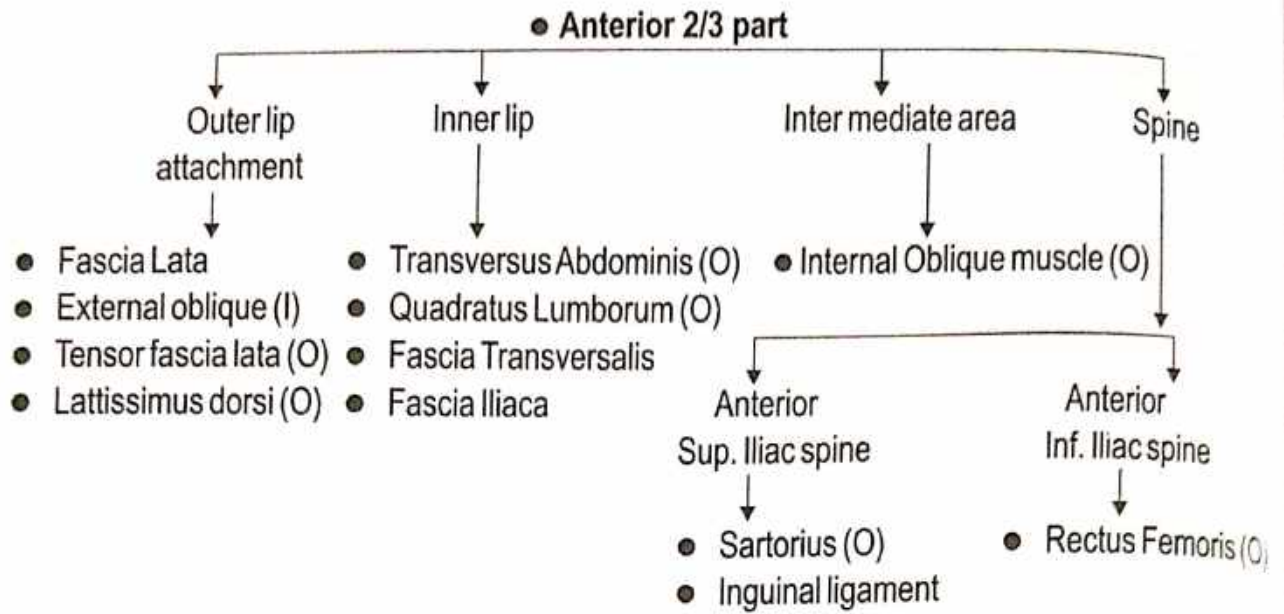 ● Anterior 2/3 part
Outer lip
attachment
Inner lip
Inter mediate area
Spine
● Fascia Lata
● External oblique (I)
● Tensor fascia lata (O)
● Lattissimus dorsi (O)
● Transversus Abdominis (O)
● Quadratus Lumborum (O)
● Fascia Transversalis
● Fascia Iliaca
● Internal Oblique muscle (O)
Anterior
Sup. Iliac spine
Anterior
Inf. Iliac spine
● Sartorius (O)
● Inguinal ligament
● Rectus Femoris (O)